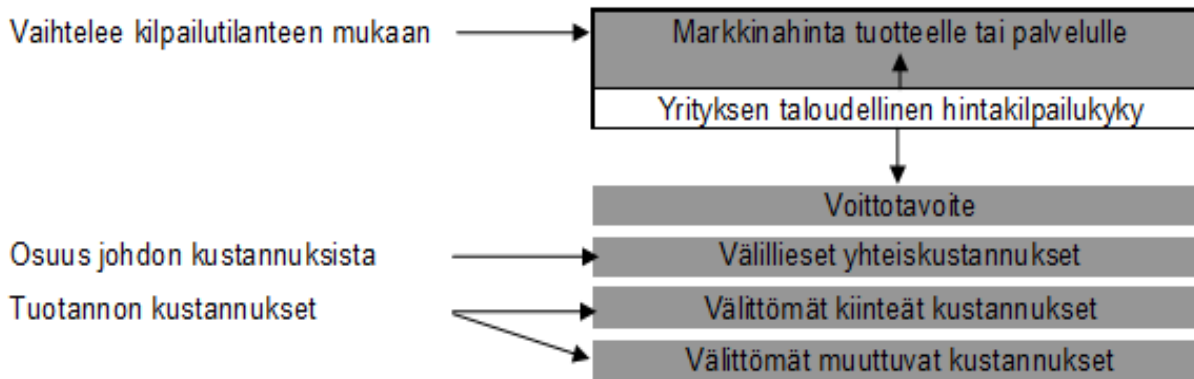 Vaihtelee kilpailutilanteen mukaan
Markkinahinta tuotteelle tai palvelulle
Yrityksen taloudellinen hintakilpailukyky
Voittotavoite
Osuus johdon kustannuksista
Välillieset yhteiskustannukset
Tuotannon kustannukset
Välittömät kiinteät kustannukset
Välittömät muuttuvat kustannukset